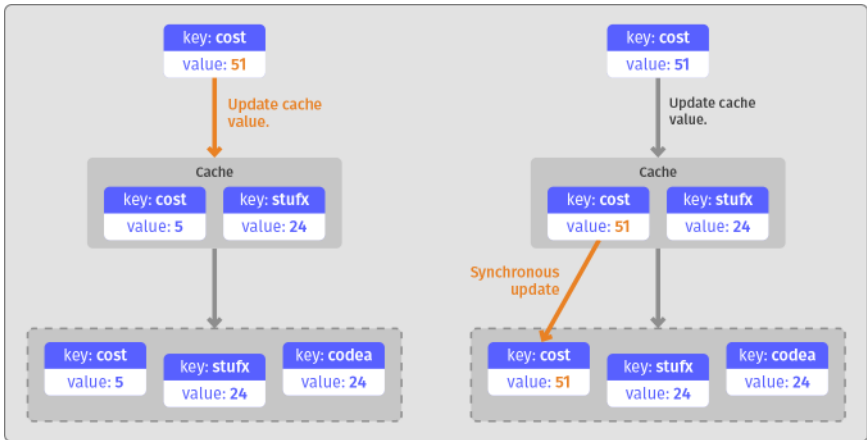 key: cost
value: 51
Update cache
value.
Cache
key: cost
value: 5
key: stufx
value: 24
key: cost
value: 5
key: stufx
value: 24
key: codea
value: 24
key: cost
value: 51
Update cache
value.
Cache
key: cost
value: 51
key: stufx
value: 24
Synchronous
update
key: cost
value: 51
key: stufx
value: 24
key: codea
value: 24